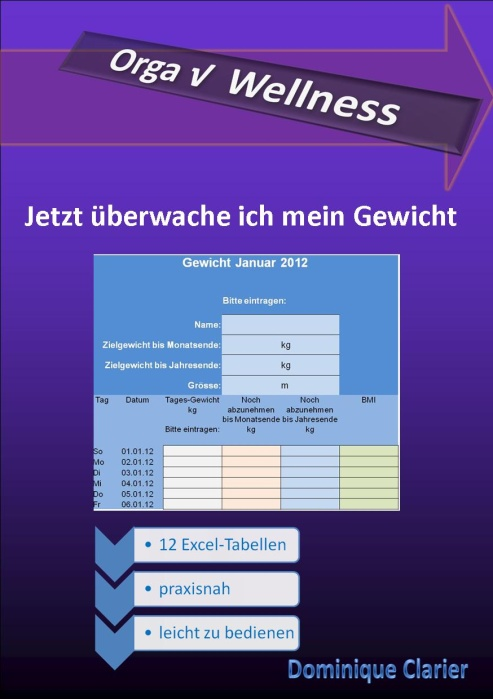 Orga √ Wellness
Jetzt überwache ich mein Gewicht
Gewicht Januar 2012
Bitte eintragen:
Name:
Zielgewicht bis Monatsende: kg
Zielgewicht bis Jahresende: kg
Grösse: m
Tag Datum Tages-Gewicht Noch Noch BMI
kg abzunehmen abzunehmen
bis Monatsende bis Jahresende
Bitte eintragen: kg kg
So 01.01.12
Mo 02.01.12
Di 03.01.12
Mi 04.01.12
Do 05.01.12
Fr 06.01.12
• 12 Excel-Tabellen
• praxisnah
• leicht zu bedienen
Dominique Clarier